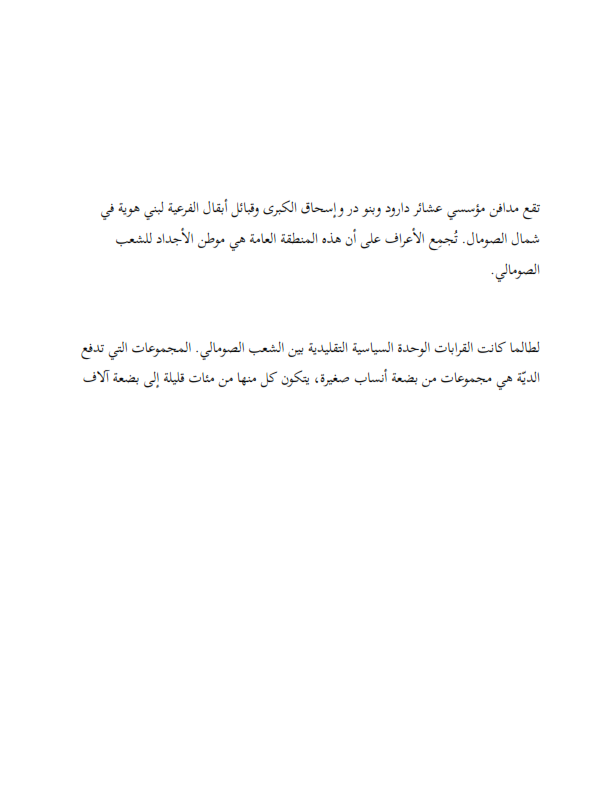 تقع مدافن مؤسسي عشائر دارود وبنو در وإسحاق الكبرى وقبائل أبقال الفرعية لبني هوية في
شمال الصومال. تُجمِع الأعراف على أن هذه المنطقة العامة هي موطن الأجداد للشعب
الصومالي.
لطالما كانت القرابات الوحدة السياسية التقليدية بين الشعب الصومالي. المجموعات التي تدفع
الديّة هي مجموعات من بضعة أنساب صغيرة، يتكون كل منها من مئات قليلة إلى بضعة آلاف